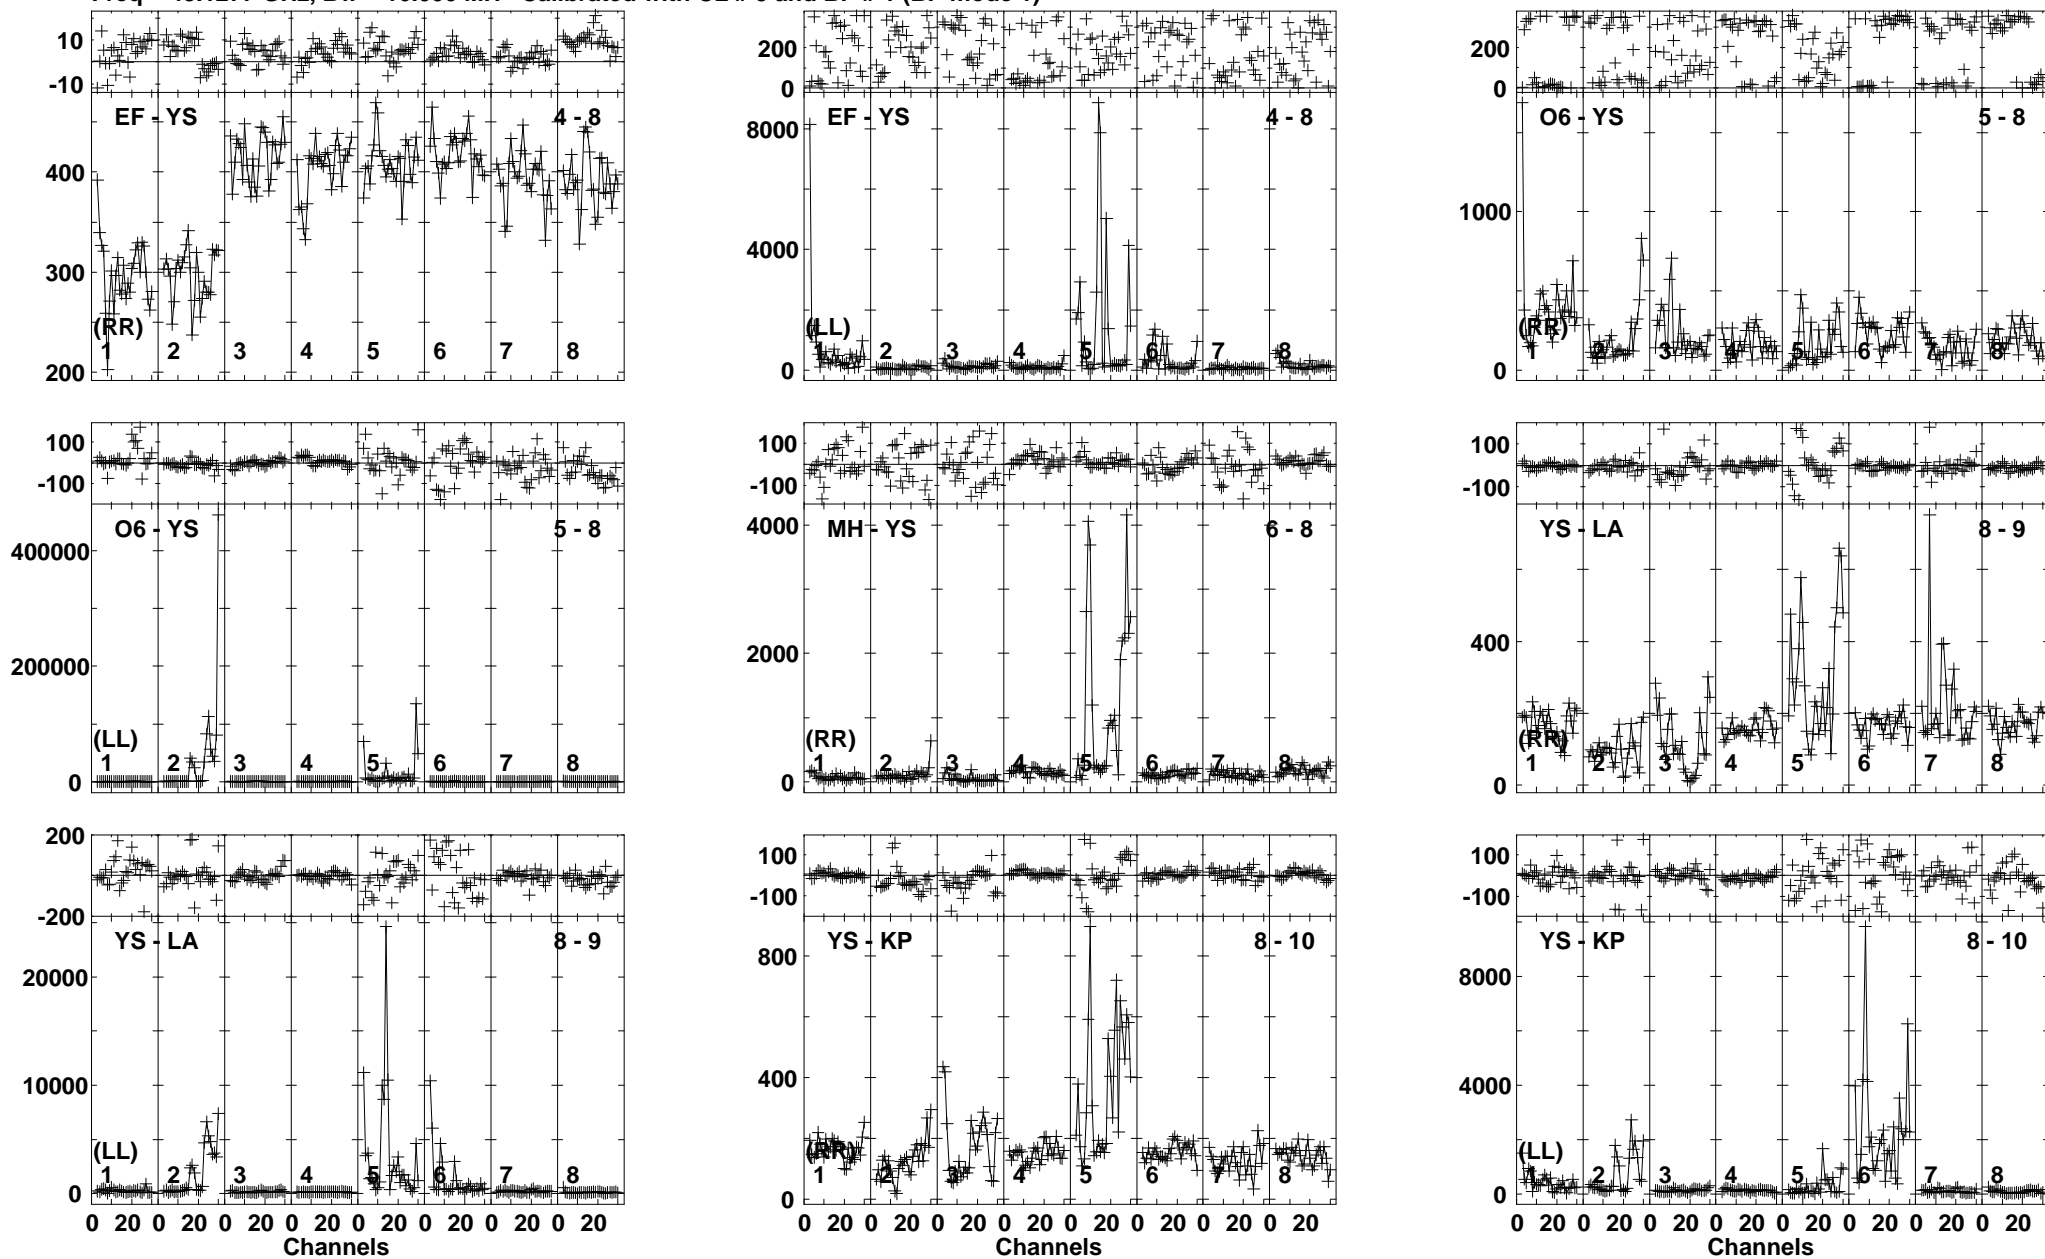 10 -10 EF - YS 4 - 8 400 300 200 (RR) 1 2 3 4 5 6 7 8
200 0 EF - YS 4 - 8 8000 4000 0 (LL) 1 2 3 4 5 6 7 8
200 0 O6 - YS 5 - 8 1000 0 (RR) 1 2 3 4 5 6 7 8
100 -100 O6 - YS 5 - 8 400000 200000 0 (LL) 1 2 3 4 5 6 7 8
100 -100 MH - YS 6 - 8 4000 2000 0 (RR) 1 2 3 4 5 6 7 8
100 -100 YS - LA 8 - 9 400 0 (RR) 1 2 3 4 5 6 7 8
200 0 -200 YS - LA 8 - 9 20000 10000 0 (LL) 1 2 3 4 5 6 7 8
0 20 0 20 0 20 0 20 0 20 0 20 0 20 0 20
Channels
100 -100 YS - KP 8 - 10 800 400 0 (RR) 1 2 3 4 5 6 7 8
0 20 0 20 0 20 0 20 0 20 0 20 0 20 0 20
Channels
100 -100 YS - KP 8 - 10 8000 4000 0 (LL) 1 2 3 4 5 6 7 8
0 20 0 20 0 20 0 20 0 20 0 20 0 20 0 20
Channels